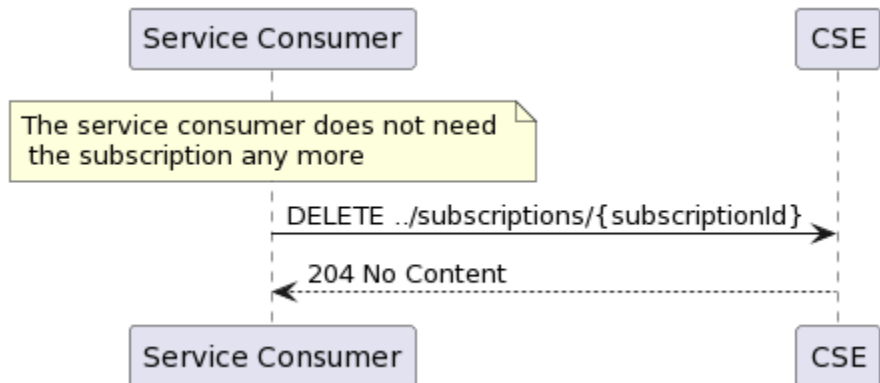 Service Consumer
CSE
The service consumer does not need
the subscription any more
DELETE ../subscriptions/{subscriptionId}
204 No Content
Service Consumer
CSE